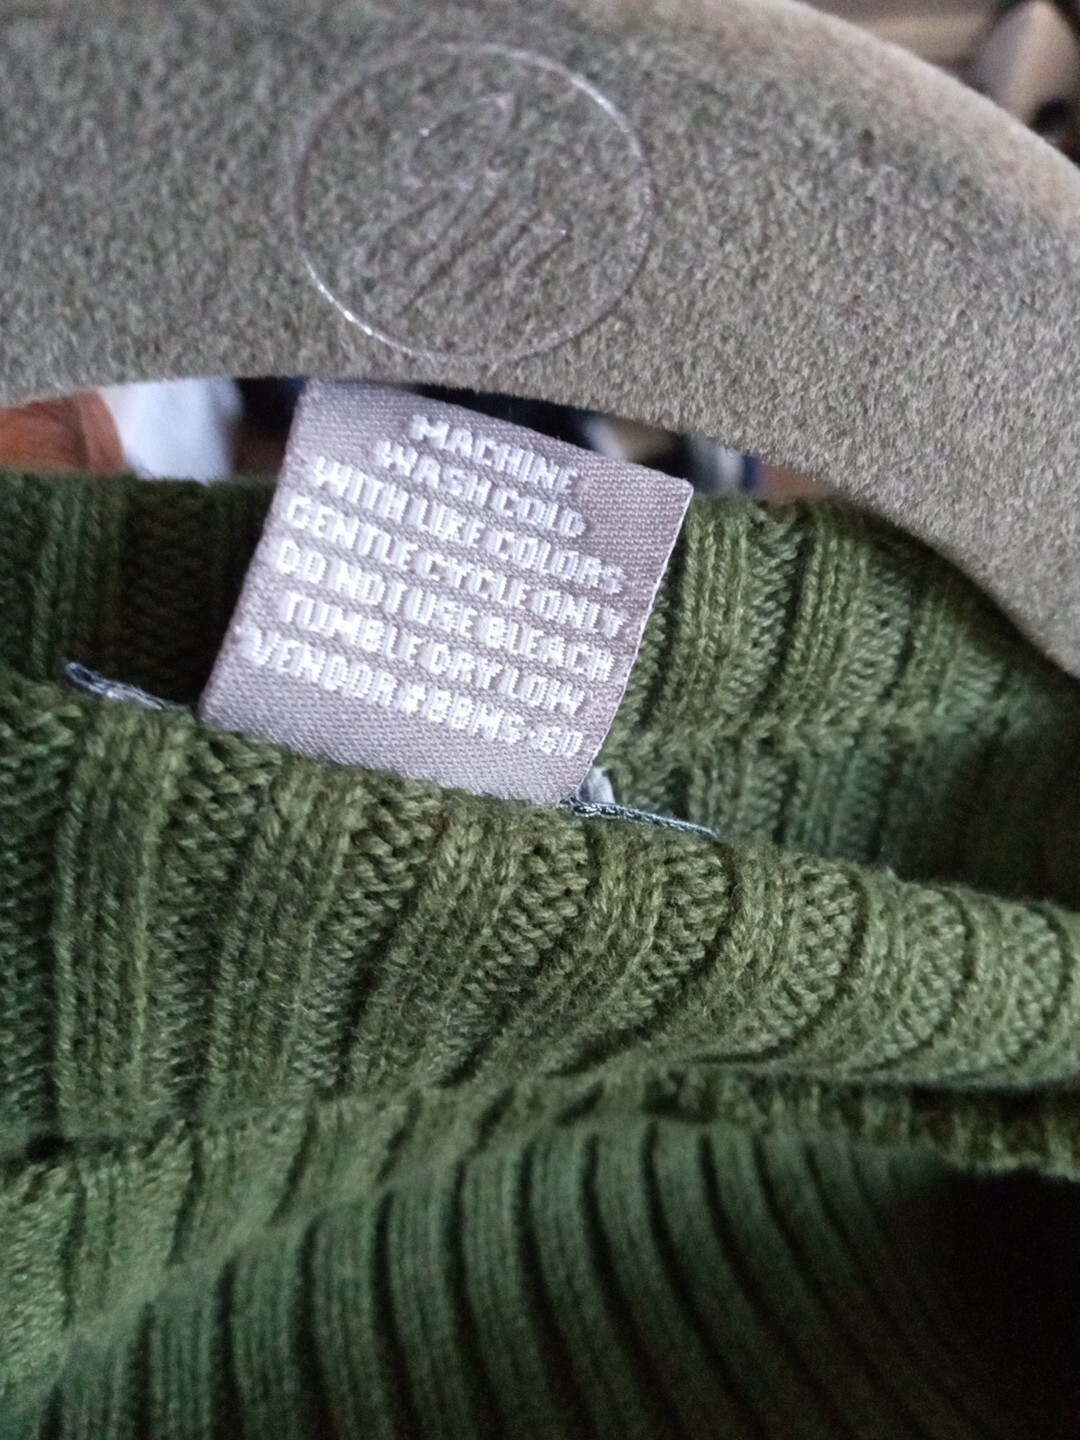 MACHINE
WASH COLD
WITH LIKE COLORS
GENTLE CYCLE ONLY
DO NOT USE BLEACH
TUMBLE DRY LOW
VENDOR